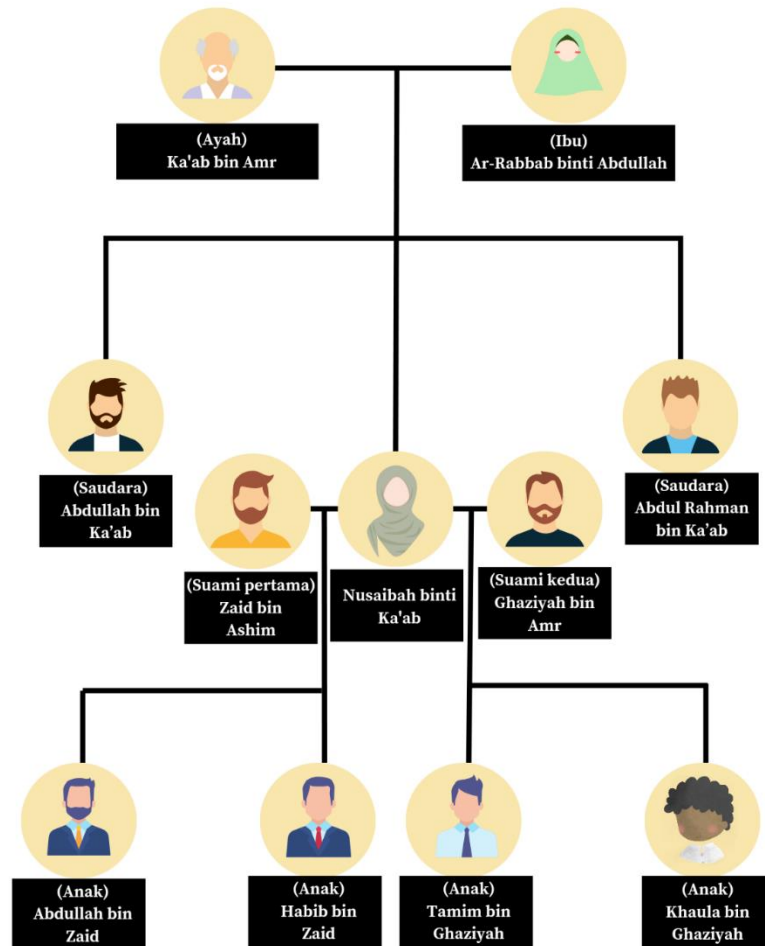 (Ayah)
Ka'ab bin Amr
(Ibu)
Ar-Rabbab binti Abdullah
(Saudara)
Abdullah bin
Ka’ab
(Suami pertama)
Zaid bin
Ashim
Nusaibah binti
Ka'ab
(Suami kedua)
Ghaziyah bin
Amr
(Saudara)
Abdul Rahman
bin Ka’ab
(Anak)
Abdullah bin
Zaid
(Anak)
Habib bin
Zaid
(Anak)
Tamim bin
Ghaziyah
(Anak)
Khaula bin
Ghaziyah